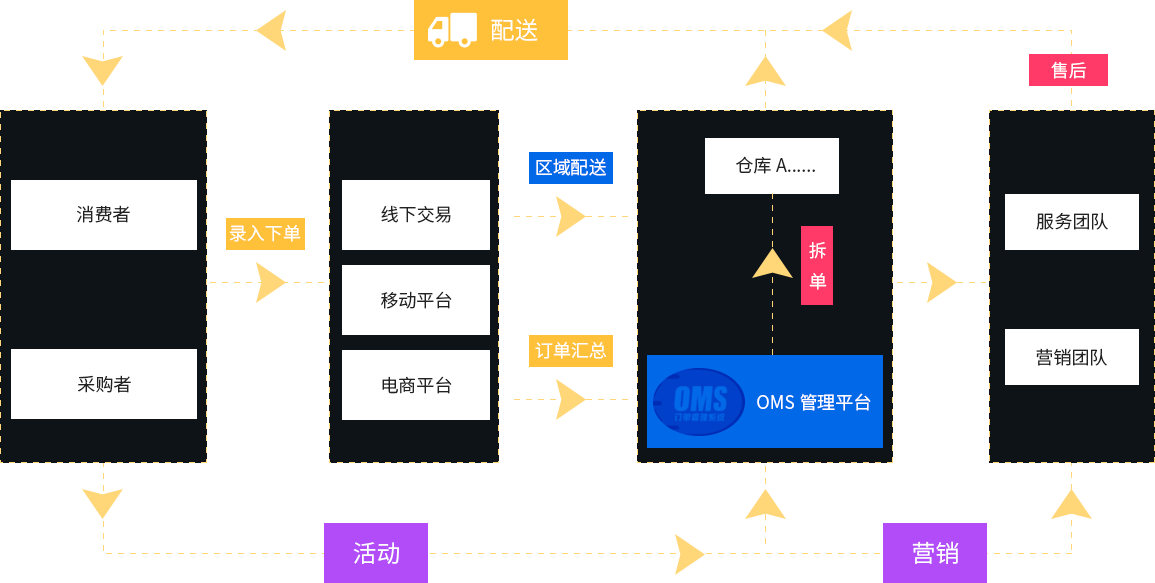 配送
售后
消费者
采购者
录入下单
线下交易
移动平台
电商平台
区域配送
订单汇总
仓库 A......
拆
单
OMS
订单管理系统
OMS 管理平台
服务团队
营销团队
活动
营销